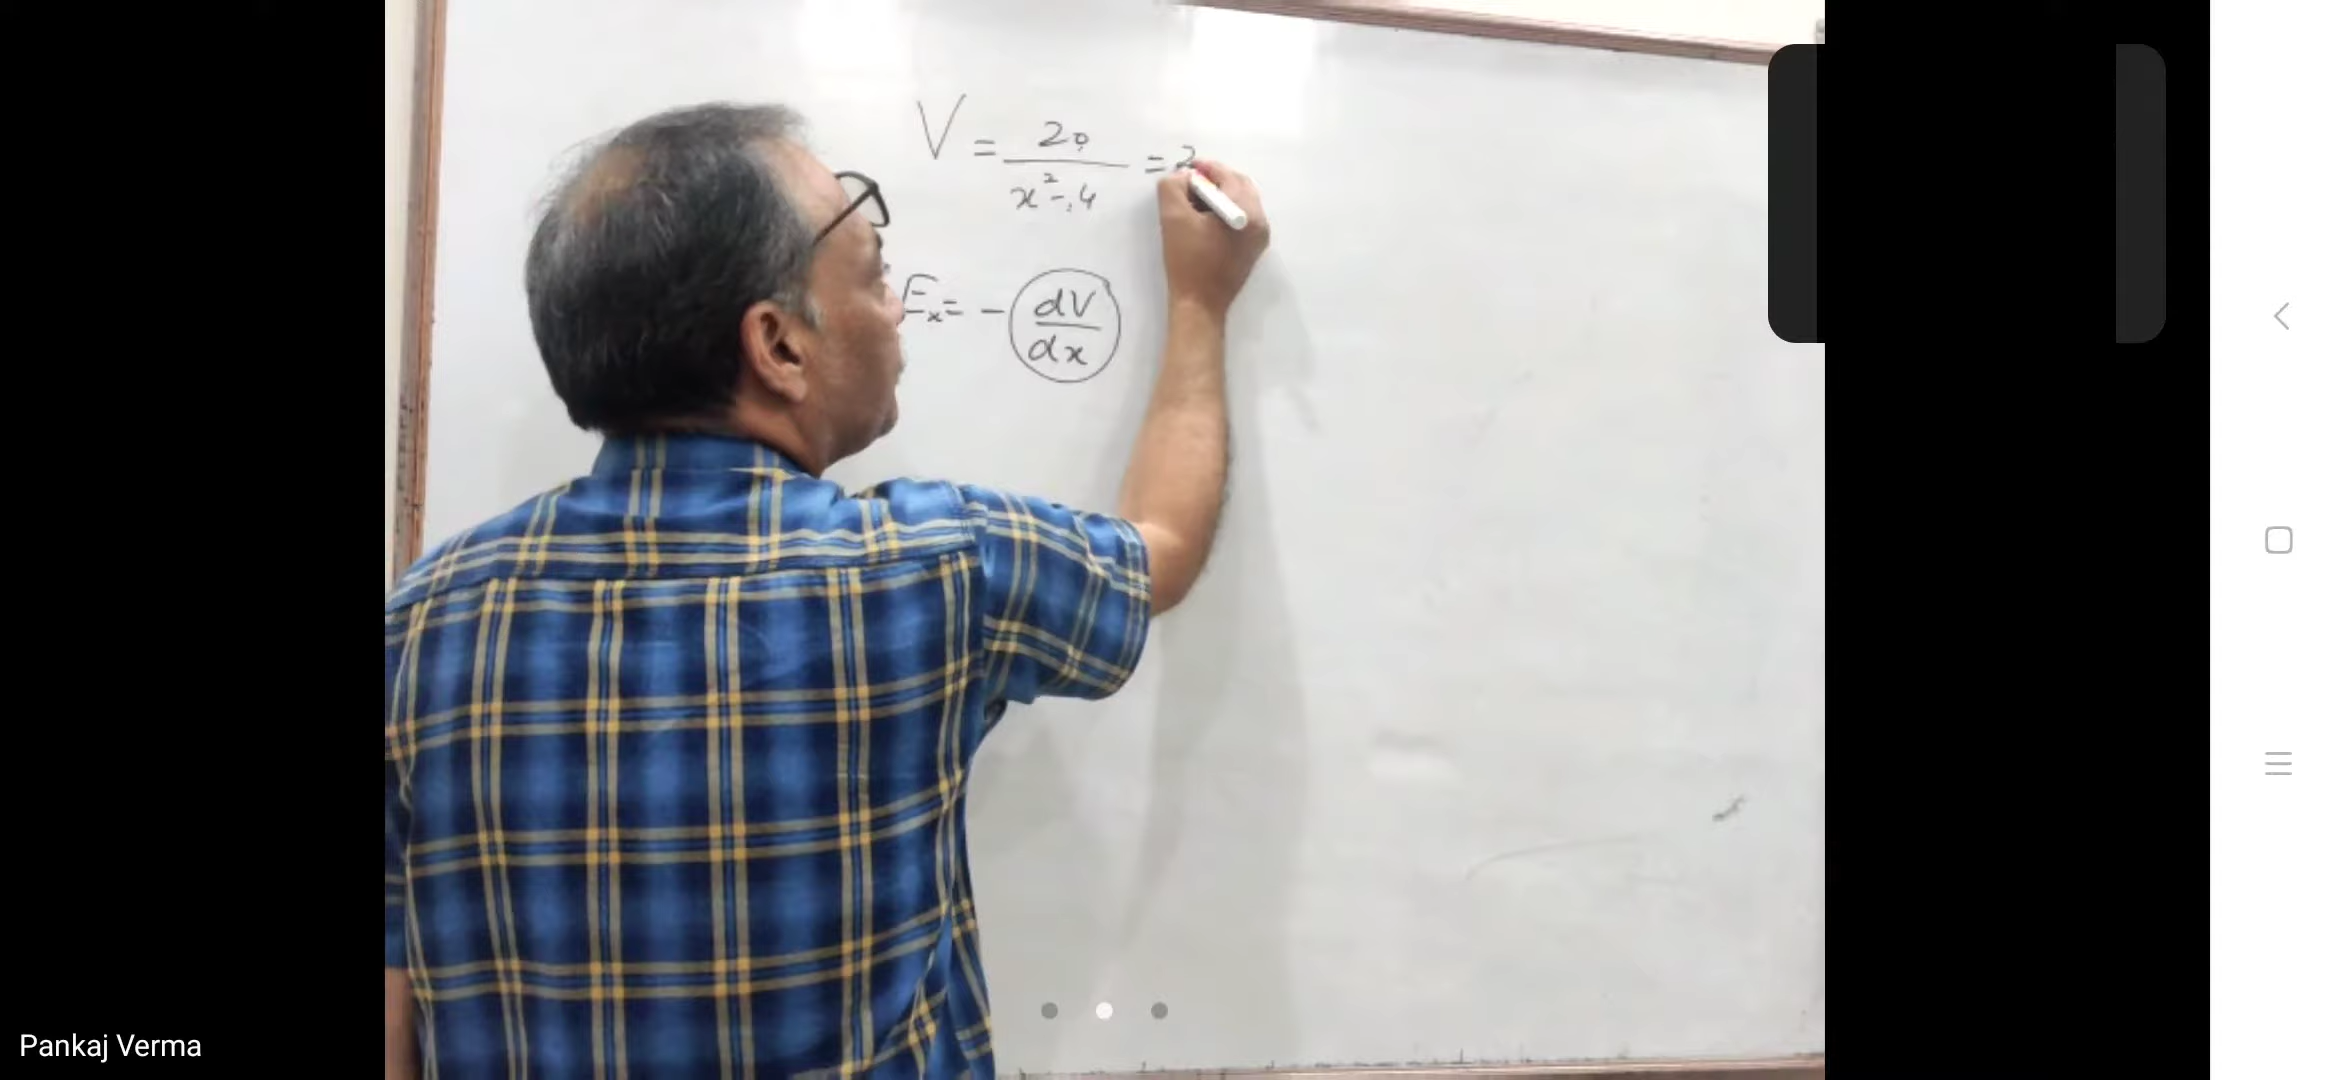 V = 20/(x² - 4) = 2
Eₓ = - dV/dx
Pankaj Verma